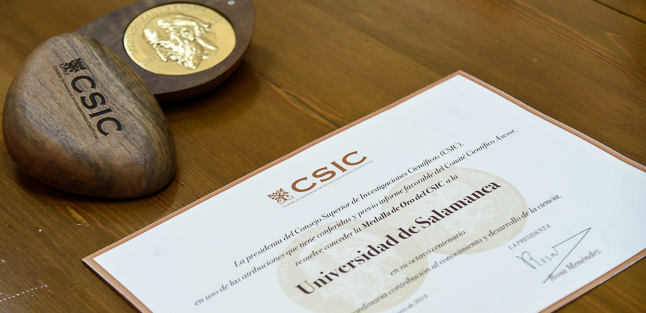 CSIC
CSIC
La presidenta del Consejo Superior de Investigaciones Científicas (CSIC),
en uso de las atribuciones que tiene conferidas y previo informe favorable del Comité Científico Asesor,
resuelve conceder la Medalla de Oro del CSIC a la
Universidad de Salamanca
en su octavo centenario
contribución al conocimiento y desarrollo de la ciencia.
LA PRESIDENTA
Rosa Menéndez